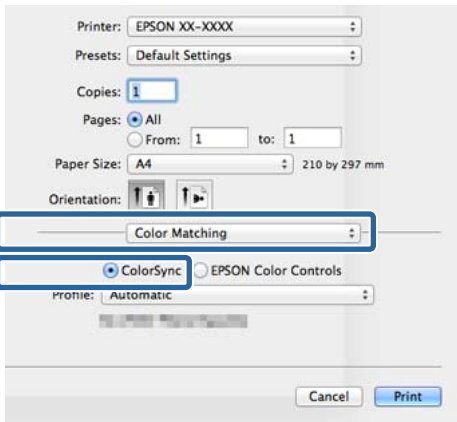 Printer: EPSON XX-XXXX
Presets: Default Settings
Copies: 1
Pages: All
From: 1 to: 1
Paper Size: A4 210 by 297 mm
Orientation:
Color Matching
ColorSync EPSON Color Controls
Profile: Automatic
Cancel Print